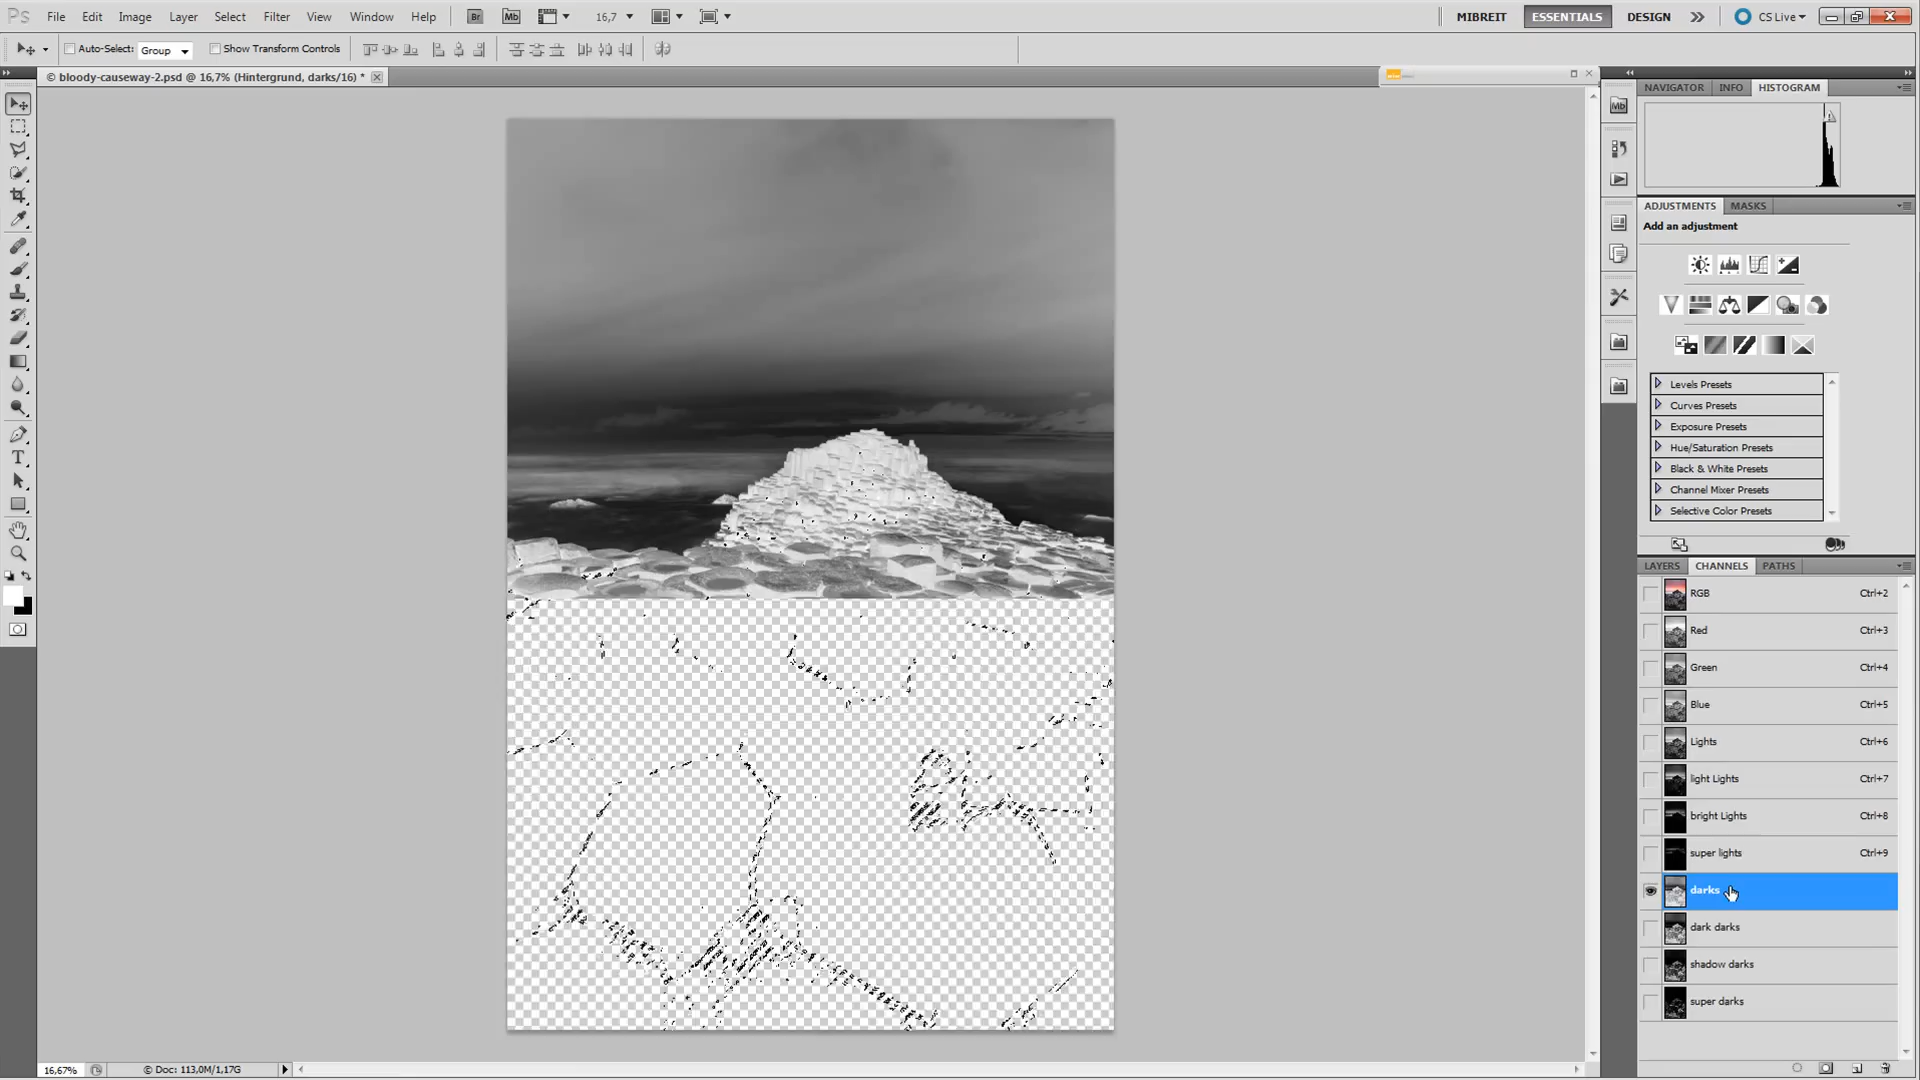 Ps File Edit Image Layer Select Filter View Window Help Br Mb 16,7 MIBREIT ESSENTIALS DESIGN CS Live
Auto-Select: Group Show Transform Controls
© bloody-causeway-2.psd @ 16,7% (Hintergrund, darks/16) *
NAVIGATOR INFO HISTOGRAM
Mb
ADJUSTMENTS MASKS
Add an adjustment
Levels Presets
Curves Presets
Exposure Presets
Hue/Saturation Presets
Black & White Presets
Channel Mixer Presets
Selective Color Presets
LAYERS CHANNELS PATHS
RGB Ctrl+2
Red Ctrl+3
Green Ctrl+4
Blue Ctrl+5
Lights Ctrl+6
light Lights Ctrl+7
bright Lights Ctrl+8
super lights Ctrl+9
darks
dark darks
shadow darks
super darks
16,67% © Doc: 113,0M/1,17G